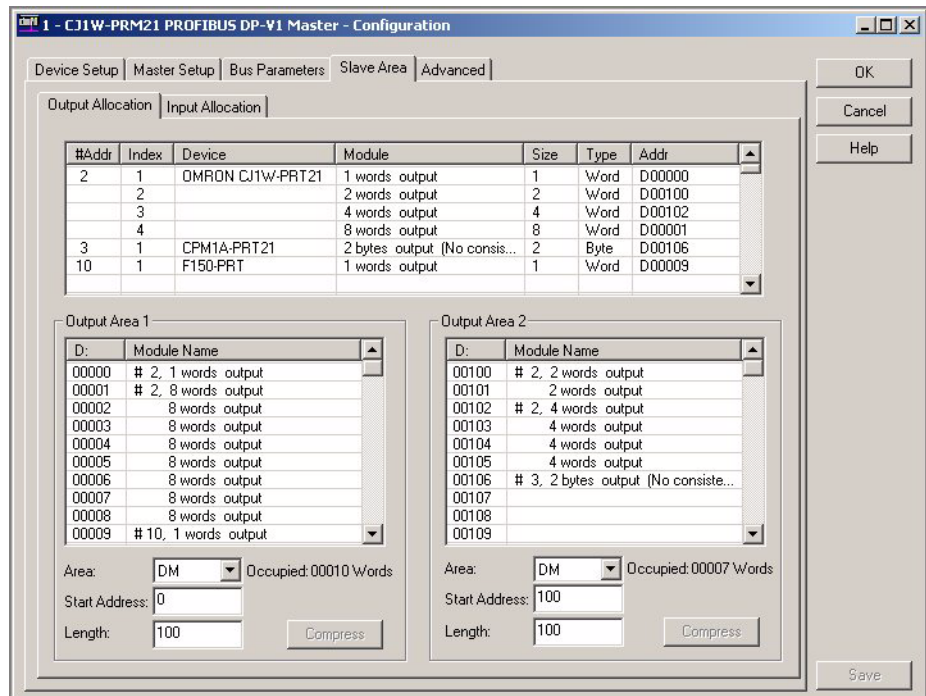 1 - CJ1W-PRM21 PROFIBUS DP-V1 Master - Configuration
Device Setup Master Setup Bus Parameters Slave Area Advanced
OK
Output Allocation Input Allocation
Cancel
Help
#Addr Index Device Module Size Type Addr
2 1 OMRON CJ1W-PRT21 1 words output 1 Word D00000
2 2 words output 2 Word D00100
3 4 words output 4 Word D00102
4 8 words output 8 Word D00001
3 1 CPM1A-PRT21 2 bytes output (No consis... 2 Byte D00106
10 1 F150-PRT 1 words output 1 Word D00009
Output Area 1
D: Module Name
00000 # 2, 1 words output
00001 # 2, 8 words output
00002 8 words output
00003 8 words output
00004 8 words output
00005 8 words output
00006 8 words output
00007 8 words output
00008 8 words output
00009 #10, 1 words output
Area: DM Occupied:00010 Words
Start Address: 0
Length: 100 Compress
Output Area 2
D: Module Name
00100 # 2, 2 words output
00101 2 words output
00102 # 2, 4 words output
00103 4 words output
00104 4 words output
00105 4 words output
00106 # 3, 2 bytes output (No consiste...
00107
00108
00109
Area: DM Occupied:00007 Words
Start Address: 100
Length: 100 Compress
Save